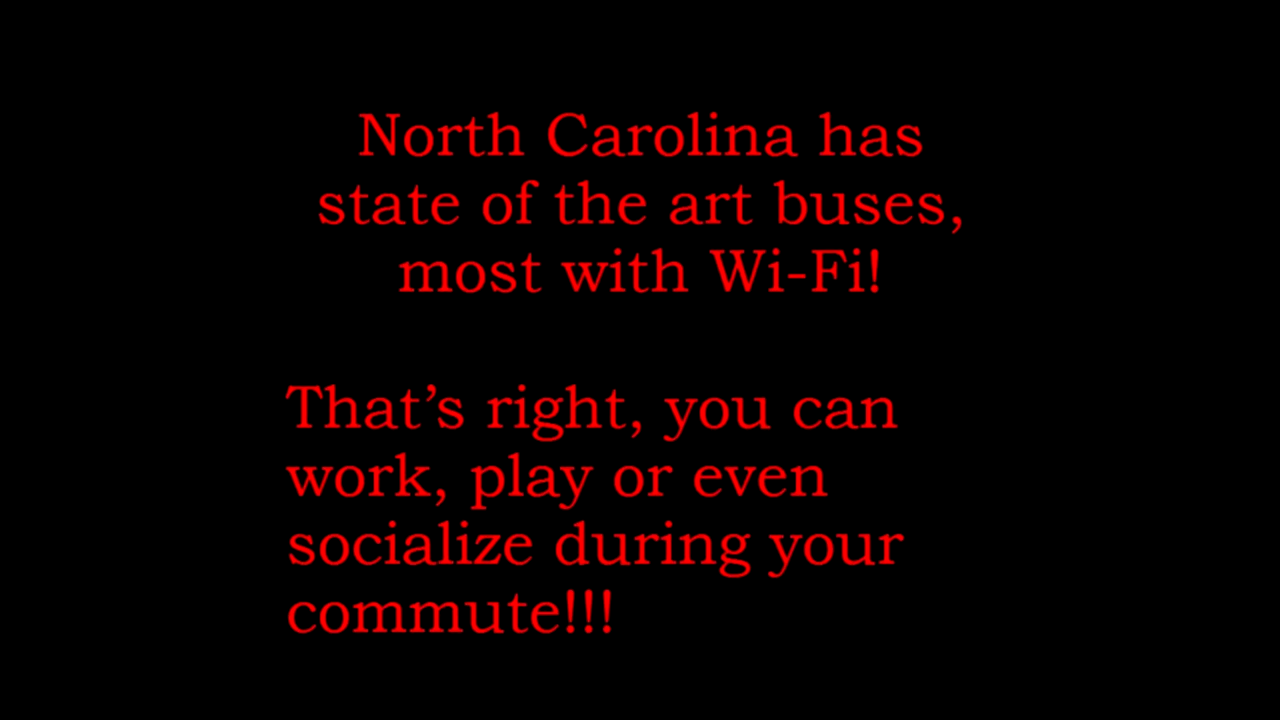 North Carolina has
state of the art buses,
most with Wi-Fi!
That’s right, you can
work, play or even
socialize during your
commute!!!